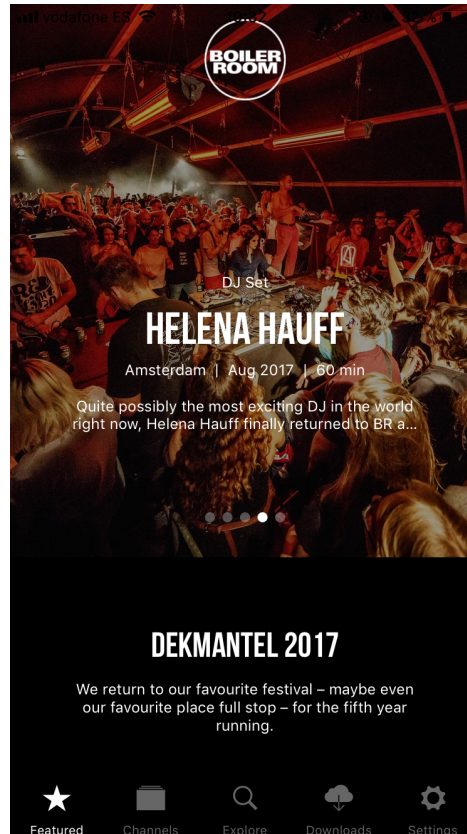 vodafone ES
BOILER
ROOM
DJ Set
HELENA HAUFF
Amsterdam | Aug 2017 | 60 min
Quite possibly the most exciting DJ in the world
right now, Helena Hauff finally returned to BR a...
DEKMANTEL 2017
We return to our favourite festival – maybe even
our favourite place full stop – for the fifth year
running.
Featured
Channels
Explore
Downloads
Settings